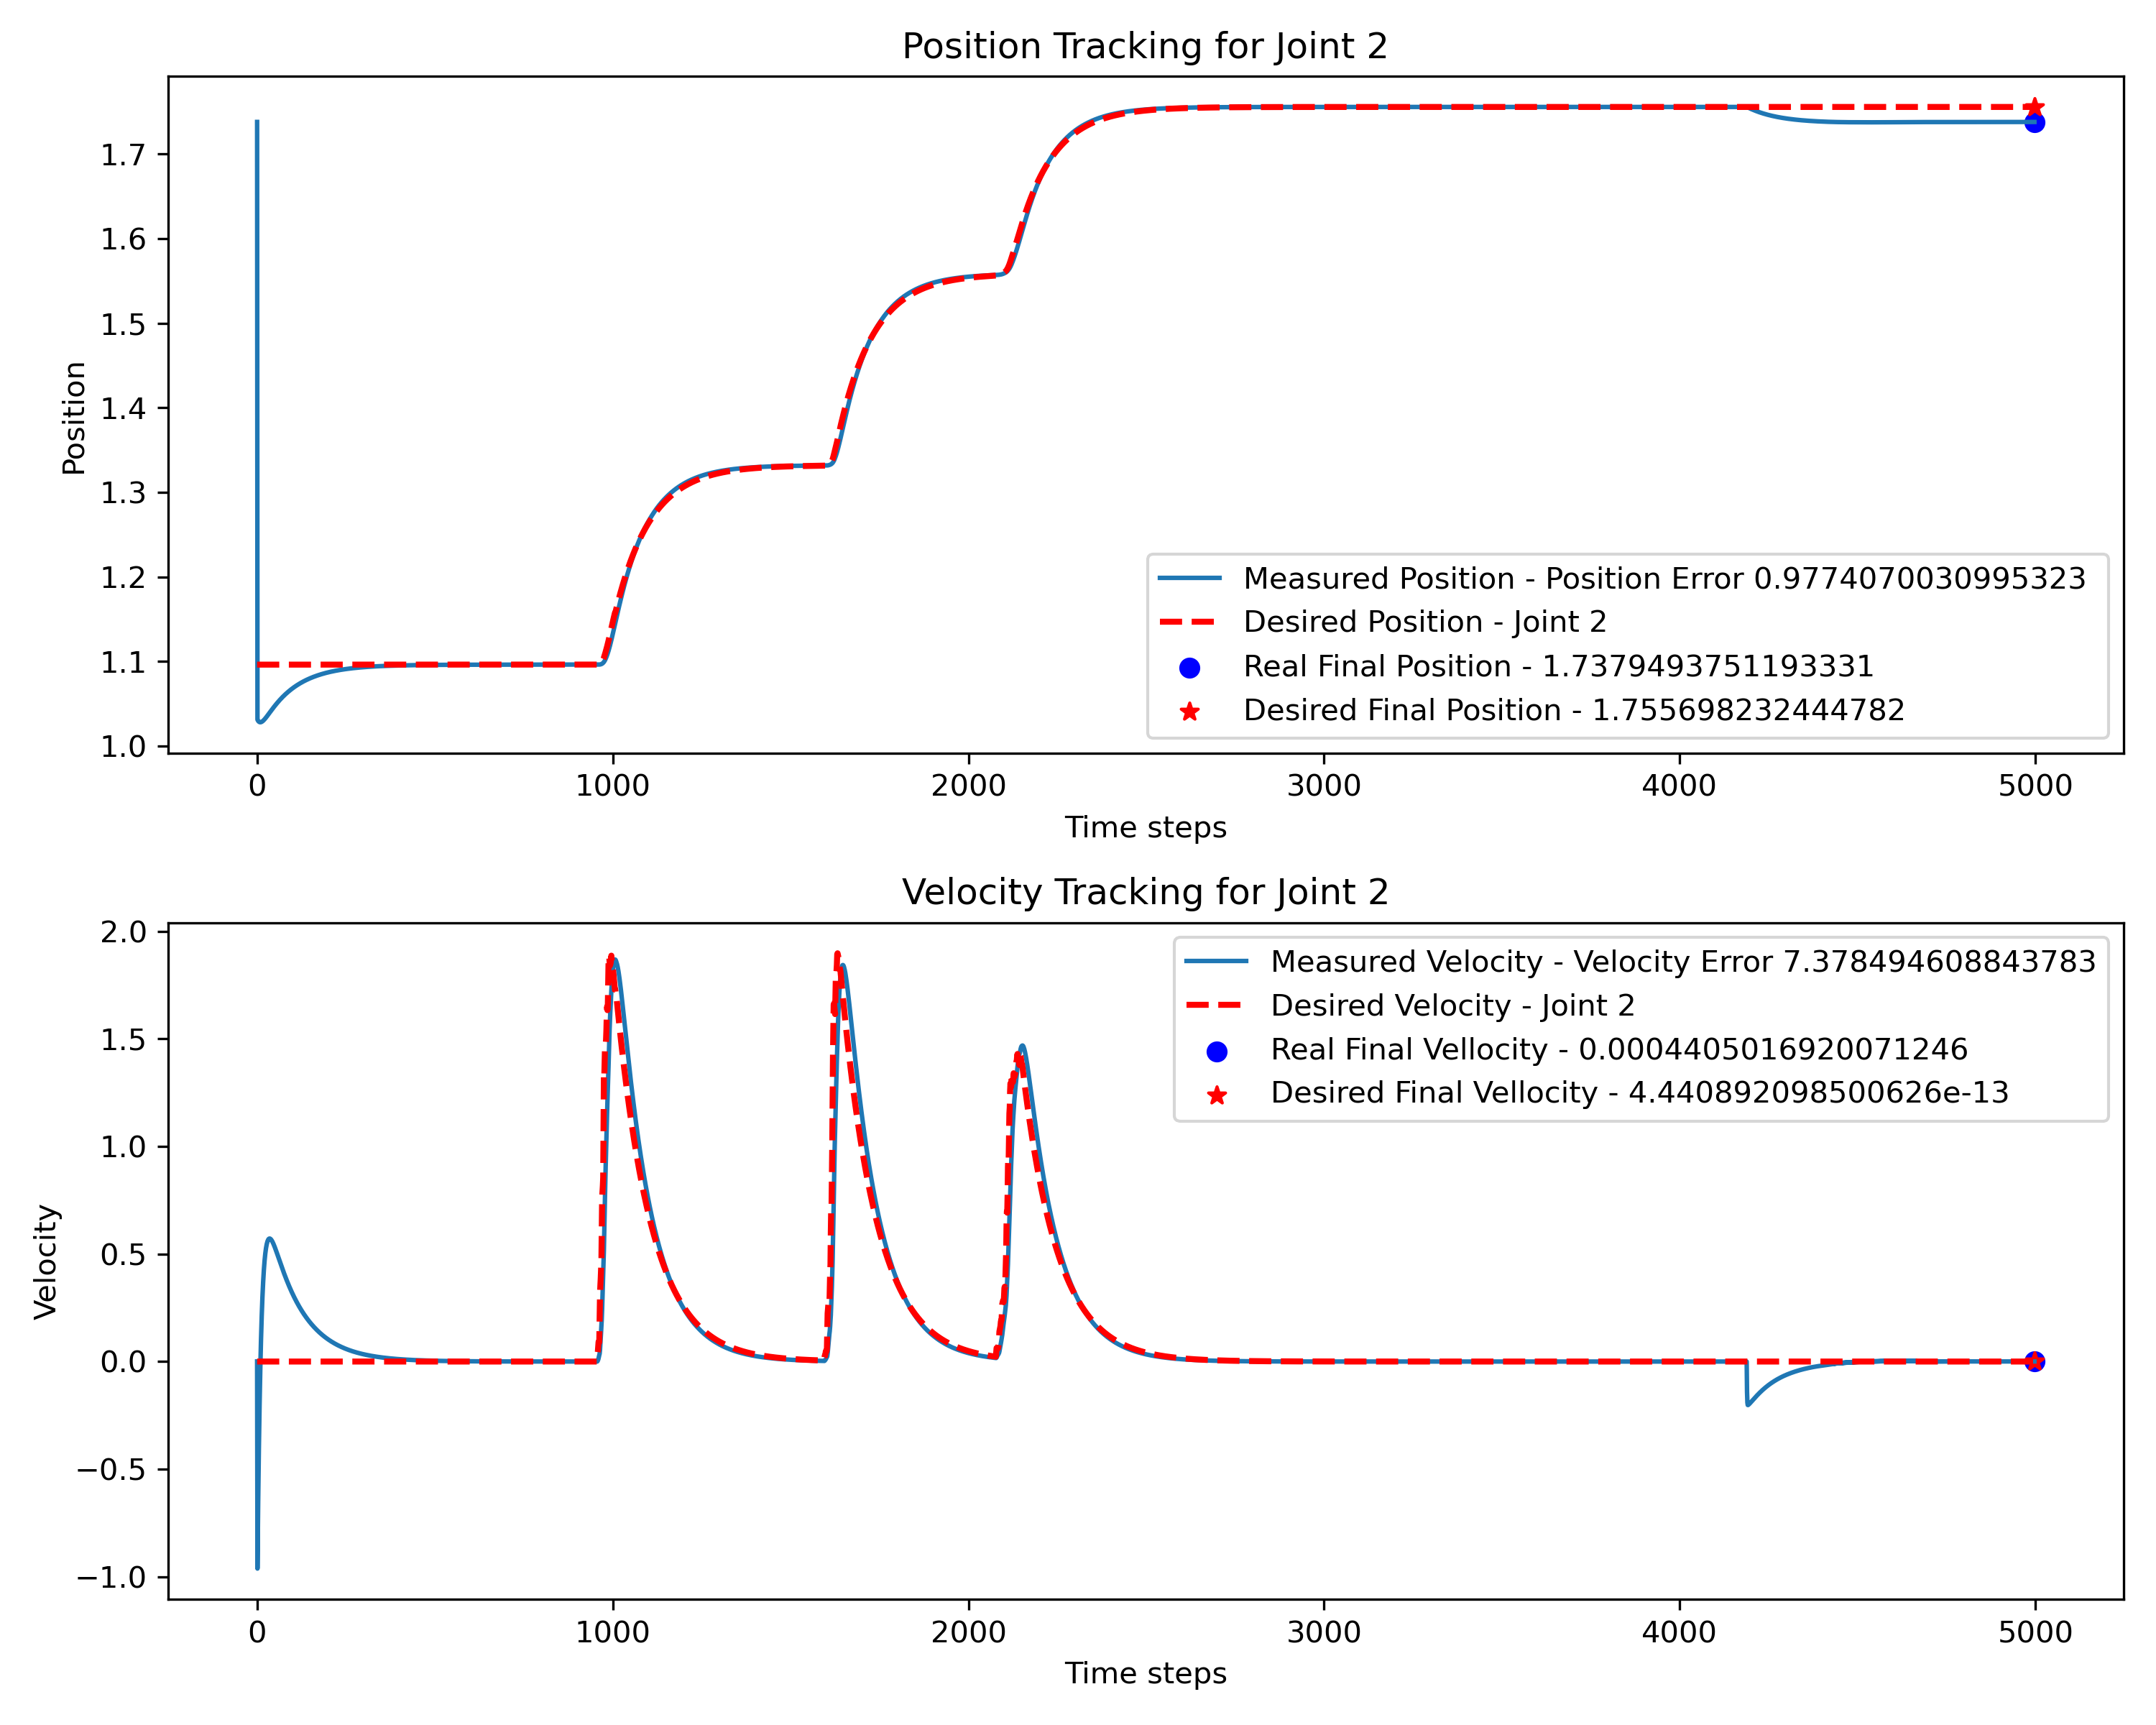 Position Tracking for Joint 2
Position
1.7
1.6
1.5
1.4
1.3
1.2
1.1
1.0
Measured Position - Position Error 0.9774070030995323
Desired Position - Joint 2
Real Final Position - 1.7379493751193331
Desired Final Position - 1.755698232444782
0 1000 2000 3000 4000 5000
Time steps
Velocity Tracking for Joint 2
Velocity
2.0
1.5
1.0
0.5
0.0
−0.5
−1.0
Measured Velocity - Velocity Error 7.378494608843783
Desired Velocity - Joint 2
Real Final Vellocity - 0.0004405016920071246
Desired Final Vellocity - 4.440892098500626e-13
0 1000 2000 3000 4000 5000
Time steps